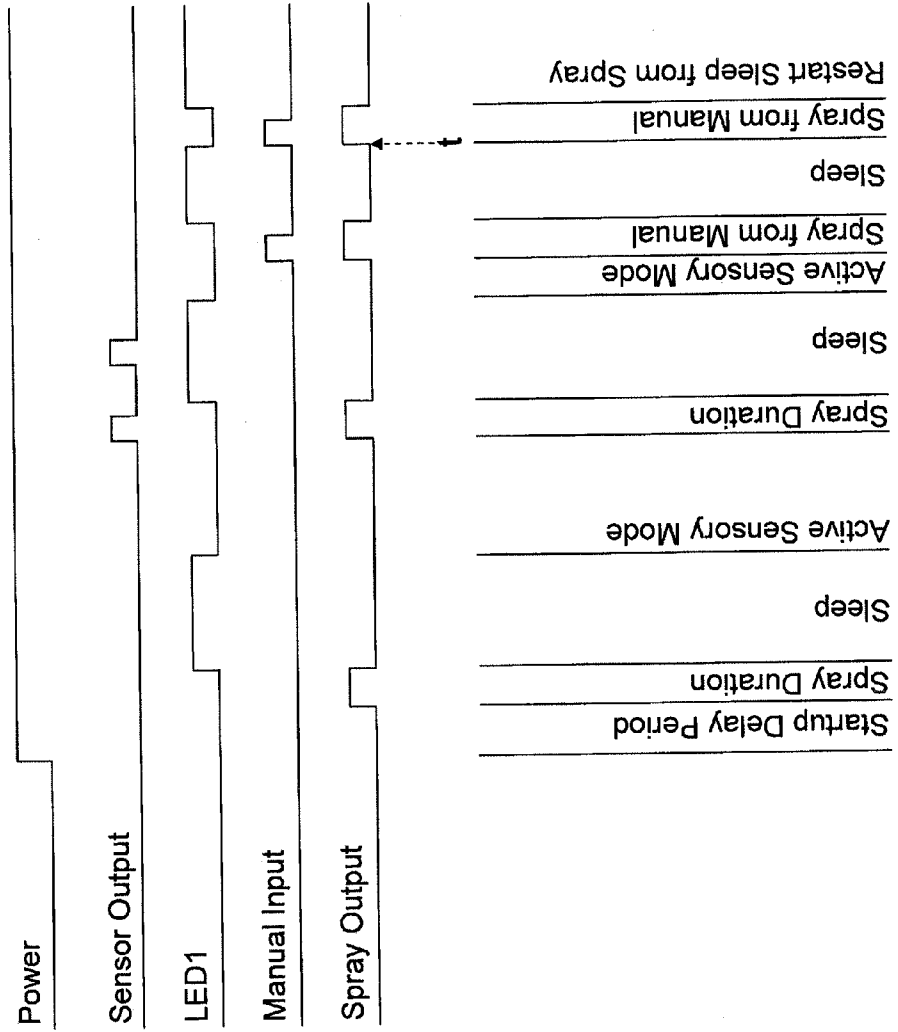 Power
Sensor Output
LED1
Manual Input
Spray Output
Startup Delay Period
Spray Duration
Sleep
Active Sensory Mode
Spray Duration
Sleep
Active Sensory Mode
Spray from Manual
Sleep
t
Spray from Manual
Restart Sleep from Spray